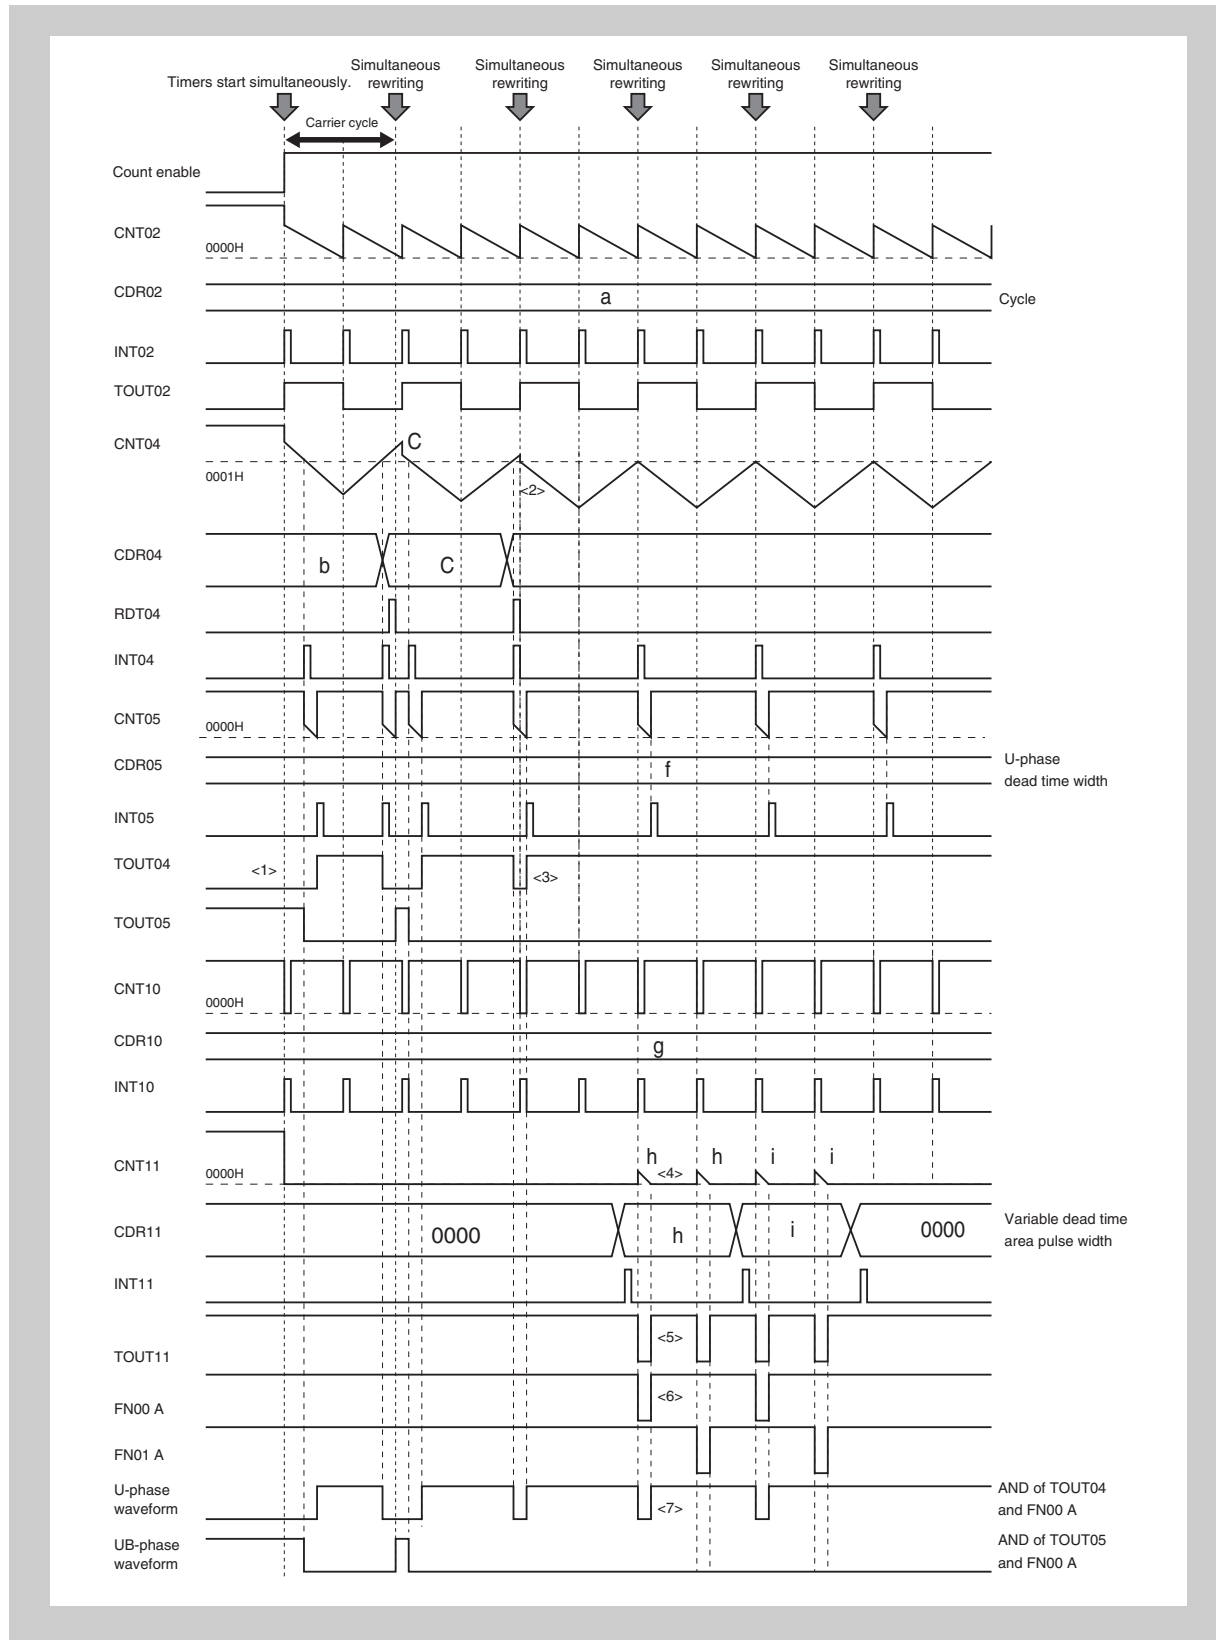 Simultaneous Simultaneous Simultaneous Simultaneous Simultaneous
Timers start simultaneously. rewriting rewriting rewriting rewriting rewriting
Carrier cycle
Count enable
CNT02
0000H
CDR02
a
Cycle
INT02
TOUT02
CNT04
C
0001H
<2>
CDR04
b
C
RDT04
INT04
CNT05
0000H
CDR05
f
U-phase
dead time width
INT05
TOUT04
<1>
<3>
TOUT05
CNT10
0000H
CDR10
g
INT10
CNT11
0000H
h
<4>
h
i
i
CDR11
0000
h
i
0000
Variable dead time
area pulse width
INT11
TOUT11
<5>
FN00 A
<6>
FN01 A
U-phase
waveform
<7>
AND of TOUT04
and FN00 A
UB-phase
waveform
AND of TOUT05
and FN00 A